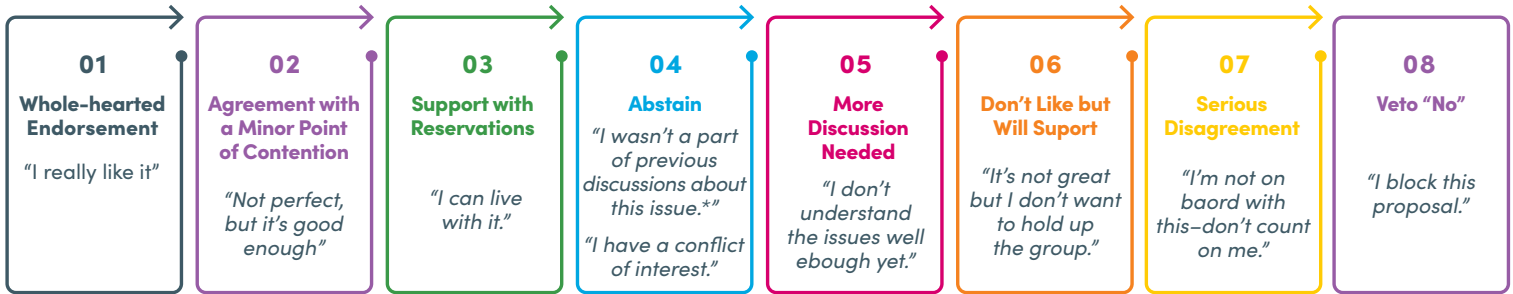 01
Whole-hearted
Endorsement
“I really like it”
02
Agreement with
a Minor Point
of Contention
“Not perfect,
but it’s good
enough”
03
Support with
Reservations
“I can live
with it.”
04
Abstain
“I wasn’t a part
of previous
discussions about
this issue.*”
“I have a conflict
of interest.”
05
More
Discussion
Needed
“I don’t
understand
the issues well
ebough yet.”
06
Don’t Like but
Will Suport
“It’s not great
but I don’t want
to hold up
the group.”
07
Serious
Disagreement
“I’m not on
baord with
this–don’t count
on me.”
08
Veto “No”
“I block this
proposal.”